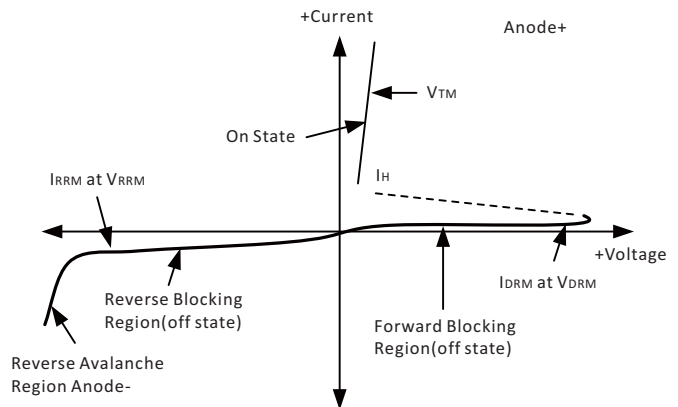 +Current
Anode+
VTM
On State
IH
IRRM at VRRM
+Voltage
IDRM at VDRM
Reverse Blocking
Region(off state)
Forward Blocking
Region(off state)
Reverse Avalanche
Region Anode-